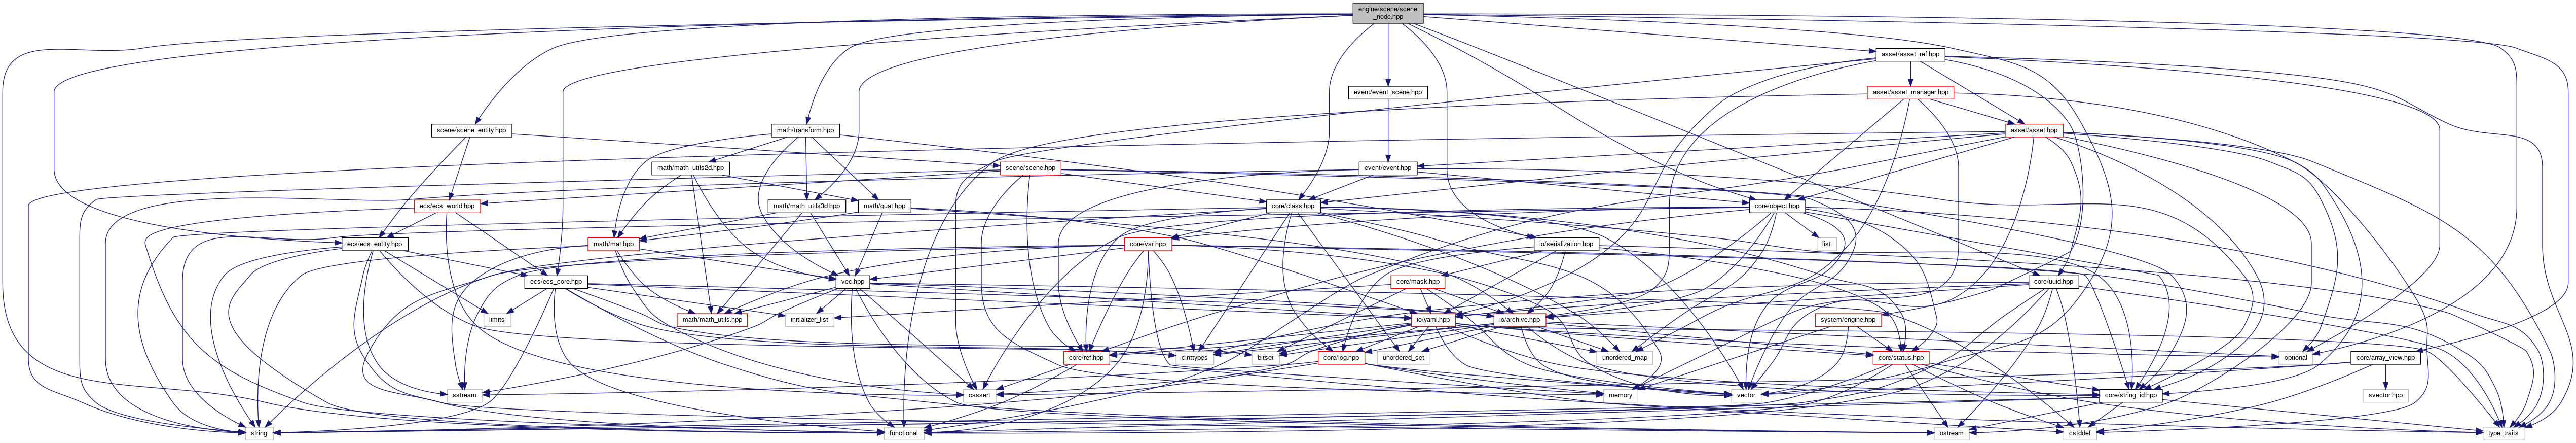 engine/scene/scene
_node.hpp
asset/asset_ref.hpp
event/event_scene.hpp
asset/asset_manager.hpp
scene/scene_entity.hpp
math/transform.hpp
asset/asset.hpp
math/math_utils2d.hpp
scene/scene.hpp
event/event.hpp
ecs/ecs_world.hpp
math/math_utils3d.hpp
math/quat.hpp
core/class.hpp
core/object.hpp
ecs/ecs_entity.hpp
math/mat.hpp
core/var.hpp
io/serialization.hpp
list
ecs/ecs_core.hpp
vec.hpp
core/mask.hpp
core/uuid.hpp
limits
math/math_utils.hpp
initializer_list
io/yaml.hpp
io/archive.hpp
system/engine.hpp
core/ref.hpp
cinttypes
bitset
core/log.hpp
unordered_set
unordered_map
core/status.hpp
optional
core/array_view.hpp
sstream
cassert
memory
vector
core/string_id.hpp
svector.hpp
string
functional
ostream
cstddef
type_traits